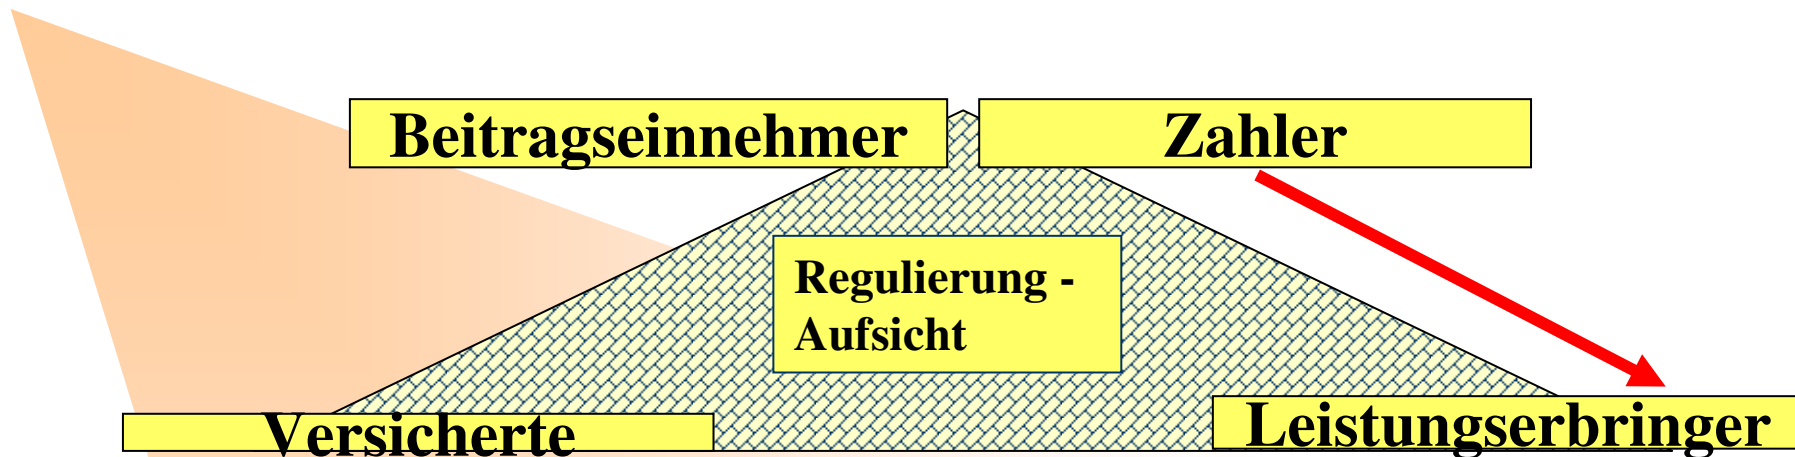 Beitragseinnehmer
Zahler
Regulierung -
Aufsicht
Versicherte
Leistungserbringer